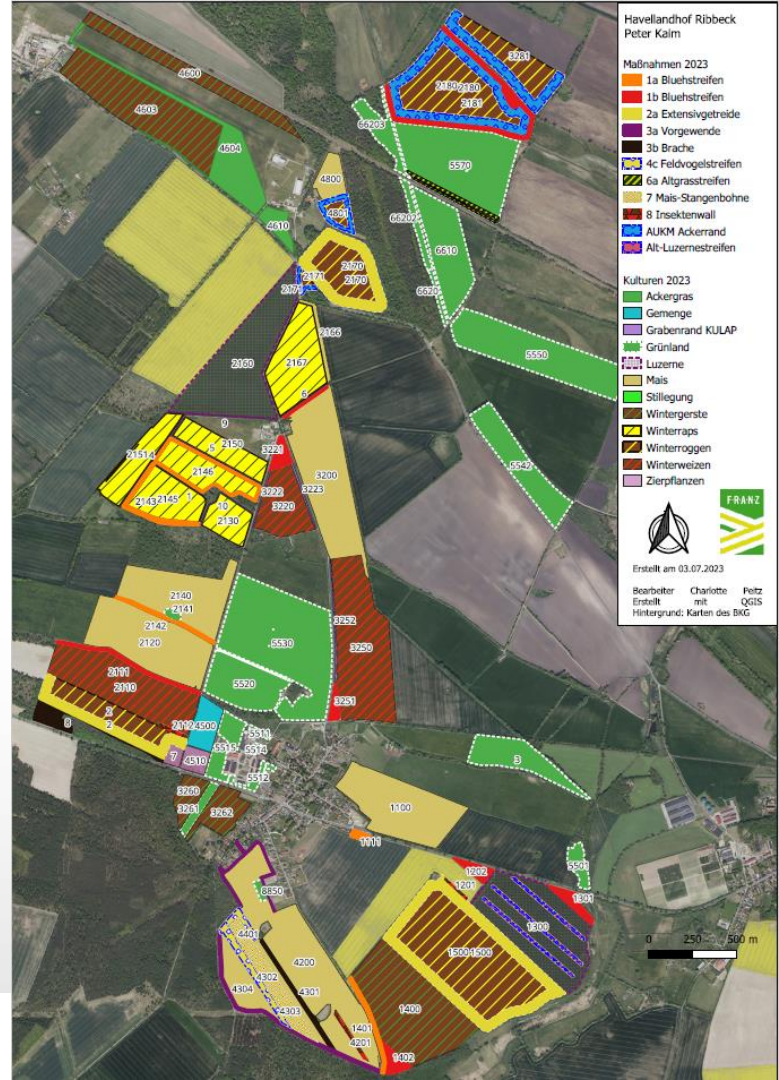 Havellandhof Ribbeck
Peter Kaim
Maßnahmen 2023
1a Bluehstreifen
1b Bluehstreifen
2a Extensivgetreide
3a Vorgewende
3b Brache
4c Feldvogelstreifen
6a Altgrasstreifen
7 Mais-Stangenbohne
8 Insektenwall
AUKM Ackerrand
Alt-Luzernestreifen
Kulturen 2023
Ackergras
Gemenge
Grabenrand KULAP
Grünland
Luzerne
Mais
Stillegung
Wintergerste
Winterraps
Winterroggen
Winterweizen
Zierpflanzen
FRANZ
Erstellt am 03.07.2023
Bearbeiter Charlotte Peitz
Erstellt mit QGIS
Hintergrund: Karten des BKG
4600
3281
4603
2180 2180
2181
66203
4604
5570
4800
4801
66202
4610
6610
2170
2171
2170
2171
6620
2166
2160
5550
2167
6
9
5
2150
21514
3221
3200
5542
2146
3222
3223
2143
2145
1
10
3220
2130
2140
2141
3252
2142
5530
2120
3250
2111
5520
2110
3251
2
2
2112
4500
8
5511
5515
5514
7
4510
5512
3
3260
3261
3262
1100
1111
5501
1202
1201
1301
8850
1300
4401
4200
1500 1500
4302
4301
4304
4303
1400
1401
4201
1402
0 250 500 m